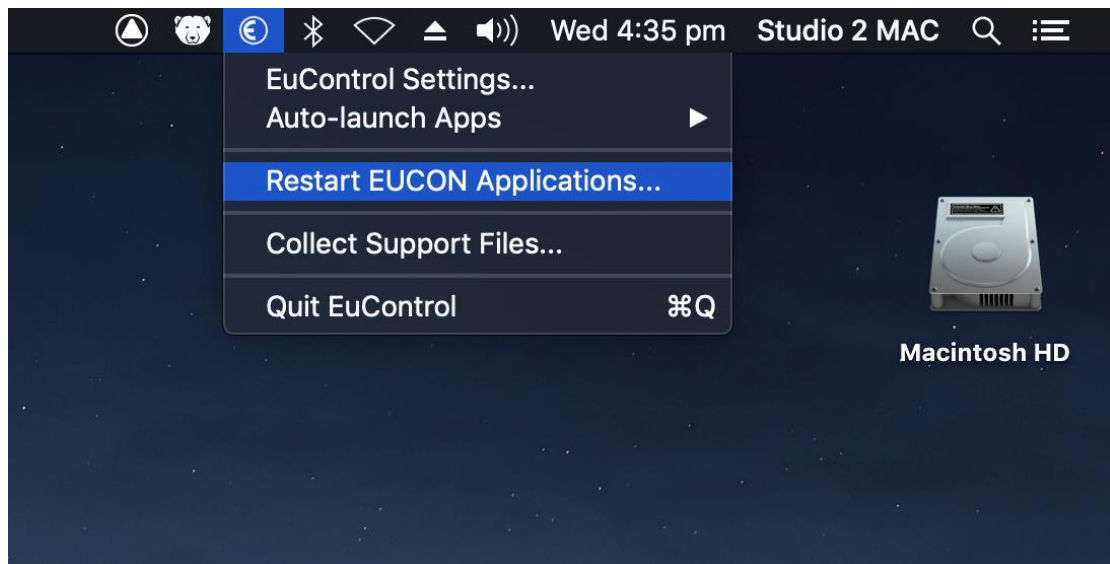 Wed 4:35 pm Studio 2 MAC
EuControl Settings...
Auto-launch Apps
Restart EUCON Applications...
Collect Support Files...
Quit EuControl ⌘Q
Macintosh HD